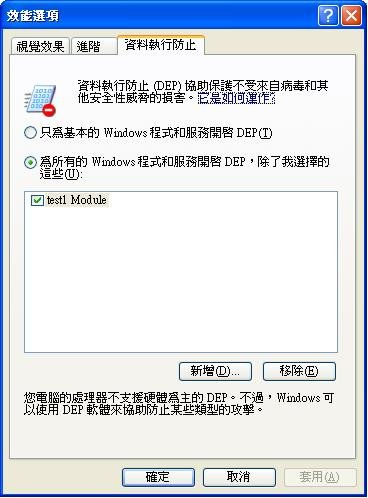 效能選項
視覺效果 進階 資料執行防止
資料執行防止 (DEP) 協助保護不受來自病毒和其
他安全性威脅的損害。它是如何運作?
只為基本的 Windows 程式和服務開啓 DEP(T)
為所有的 Windows 程式和服務開啓 DEP，除了我選擇的
這些(U):
test1 Module
新增(D)... 移除(E)
您電腦的處理器不支援硬體為主的 DEP。不過，Windows 可
以使用 DEP 軟體來協助防止某些類型的攻擊。
確定 取消 套用(A)